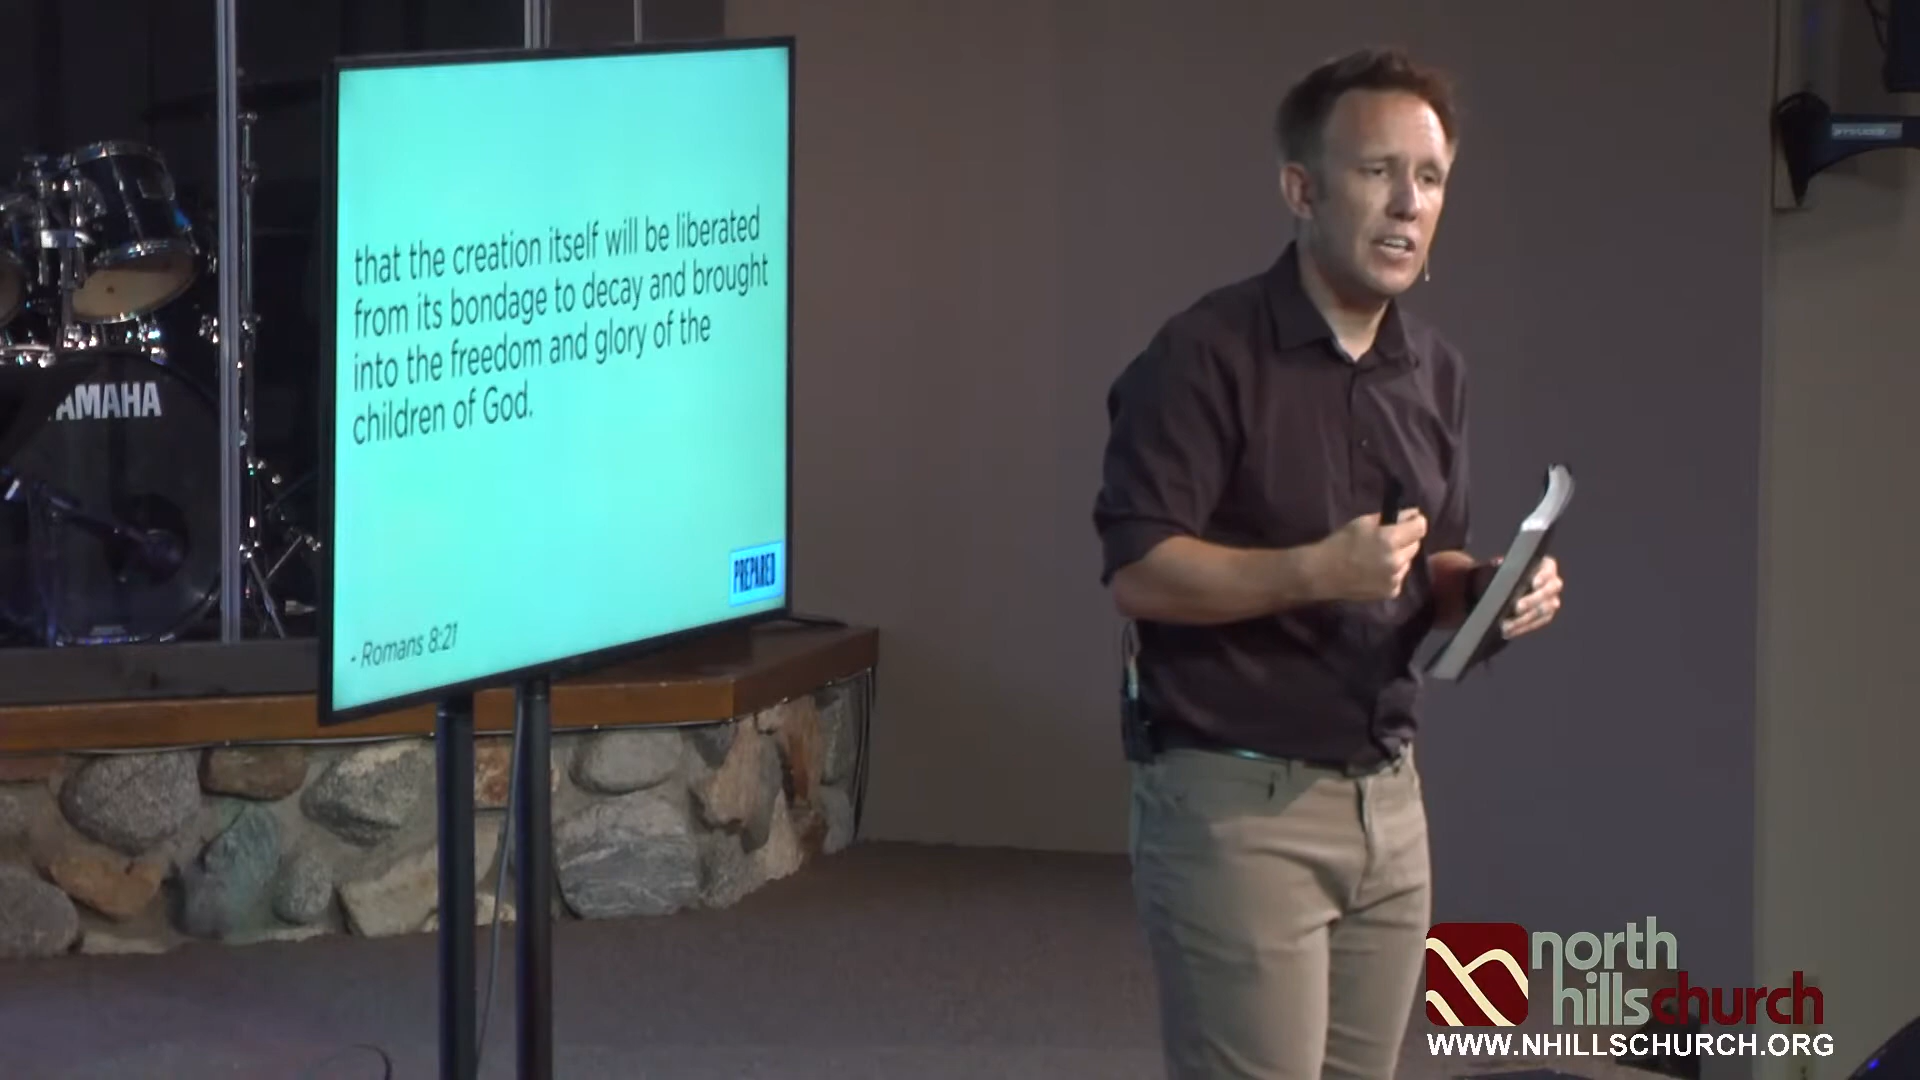 that the creation itself will be liberated
from its bondage to decay and brought
into the freedom and glory of the
children of God.
PREPARED
- Romans 8:21
AMAHA
north
hillschurch
WWW.NHILLSCHURCH.ORG